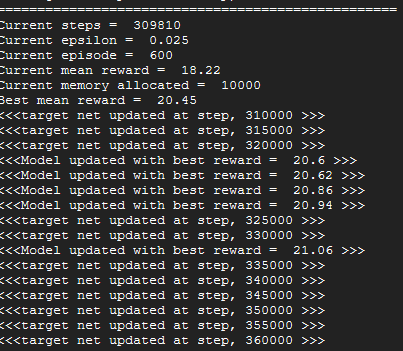 ==================================================
Current steps =  309810
Current epsilon =  0.025
Current episode =  600
Current mean reward =  18.22
Current memory allocated =  10000
Best mean reward =  20.45
<<<target net updated at step, 310000 >>>
<<<target net updated at step, 315000 >>>
<<<target net updated at step, 320000 >>>
<<<Model updated with best reward =  20.6 >>>
<<<Model updated with best reward =  20.62 >>>
<<<Model updated with best reward =  20.86 >>>
<<<Model updated with best reward =  20.94 >>>
<<<target net updated at step, 325000 >>>
<<<target net updated at step, 330000 >>>
<<<Model updated with best reward =  21.06 >>>
<<<target net updated at step, 335000 >>>
<<<target net updated at step, 340000 >>>
<<<target net updated at step, 345000 >>>
<<<target net updated at step, 350000 >>>
<<<target net updated at step, 355000 >>>
<<<target net updated at step, 360000 >>>